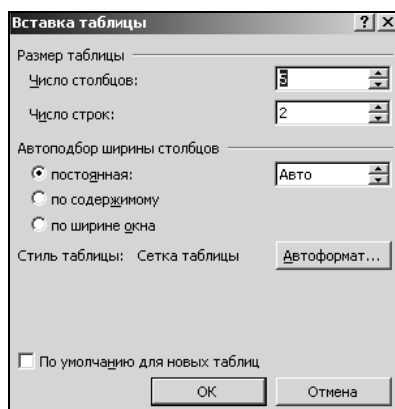 Вставка таблицы
Размер таблицы
Число столбцов: 5
Число строк: 2
Автоподбор ширины столбцов
постоянная: Авто
по содержимому
по ширине окна
Стиль таблицы: Сетка таблицы Автоформат...
По умолчанию для новых таблиц
ОК Отмена